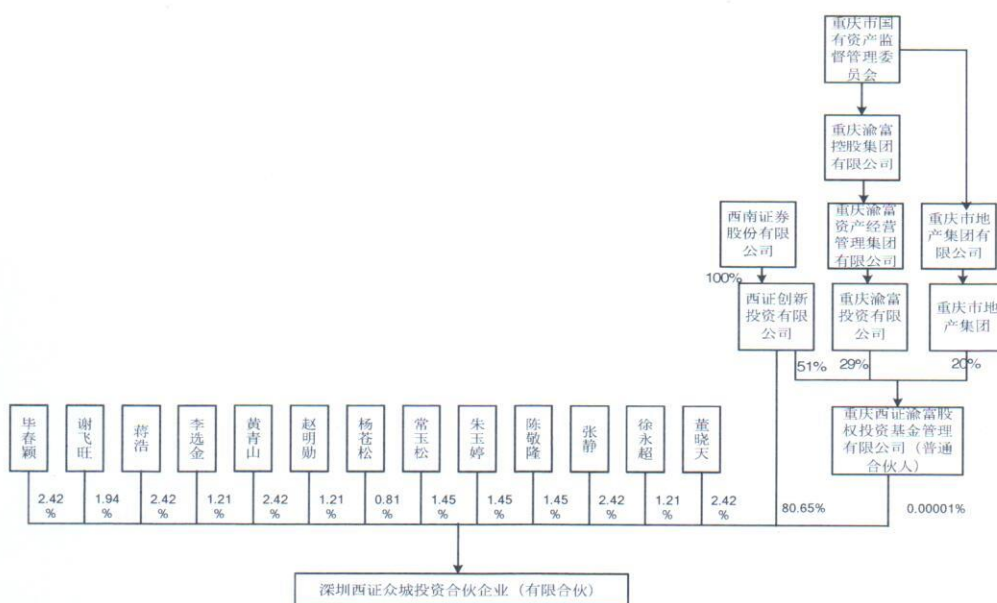 重庆市国
有资产监
督管理委
员会
重庆渝富
控股集团
有限公司
西南证券
股份有限
公司
重庆渝富
资产经营
管理集团
有限公司
重庆市地
产集团有
限公司
100%
西证创新
投资有限
公司
重庆渝富
投资有限
公司
重庆市地
产集团
51%
29%
20%
毕春颖
谢飞旺
蒋浩
李选金
黄青山
赵明勋
杨苍松
常玉松
朱玉婷
陈敬隆
张静
徐永超
董晓天
重庆西证渝富股
权投资基金管理
有限公司（普通
合伙人）
2.42
%
1.94
%
2.42
%
1.21
%
2.42
%
1.21
%
0.81
%
1.45
%
1.45
%
1.45
%
2.42
%
1.21
%
2.42
%
80.65%
0.00001%
深圳西证众城投资合伙企业（有限合伙）